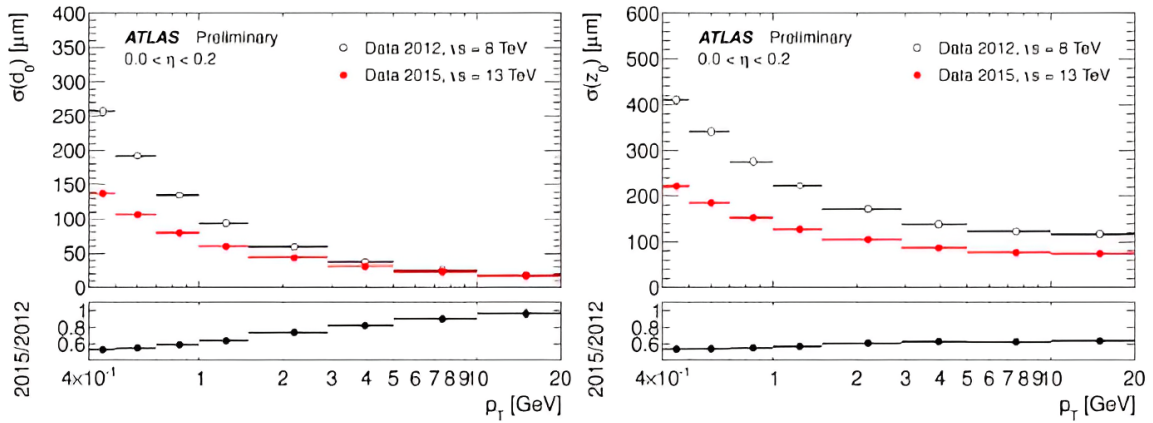 σ(d₀) [μm]
400
350
300
250
200
150
100
50
0
ATLAS Preliminary
0.0 < η < 0.2
Data 2012, √s = 8 TeV
Data 2015, √s = 13 TeV
2015/2012
1
0.8
0.6
4×10⁻¹ 1 2 3 4 5 6 7 8 9 10 20
p_T [GeV]
σ(z₀) [μm]
600
500
400
300
200
100
0
ATLAS Preliminary
0.0 < η < 0.2
Data 2012, √s = 8 TeV
Data 2015, √s = 13 TeV
2015/2012
1
0.8
0.6
4×10⁻¹ 1 2 3 4 5 6 7 8 9 10 20
p_T [GeV]